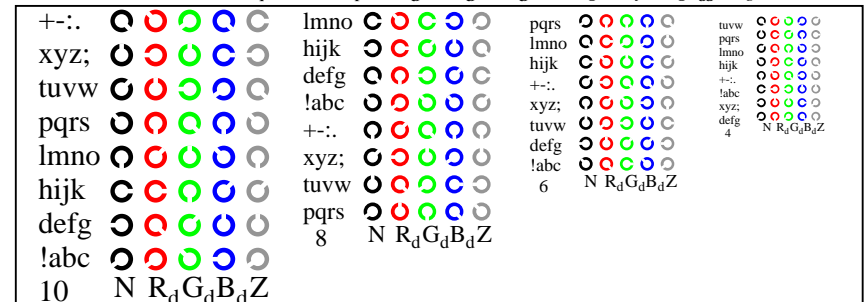 +-:.
xyz;
tuvw
pqrs
lmno
hijk
defg
!abc
10 N RdGdBdZ
lmno
hijk
defg
!abc
+-:.
xyz;
tuvw
pqrs
8 N RdGdBdZ
pqrs
lmno
hijk
+-:.
xyz;
tuvw
defg
!abc
6 N RdGdBdZ
tuvw
pqrs
lmno
hijk
+-:.
!abc
xyz;
defg
4 N RdGdBdZ